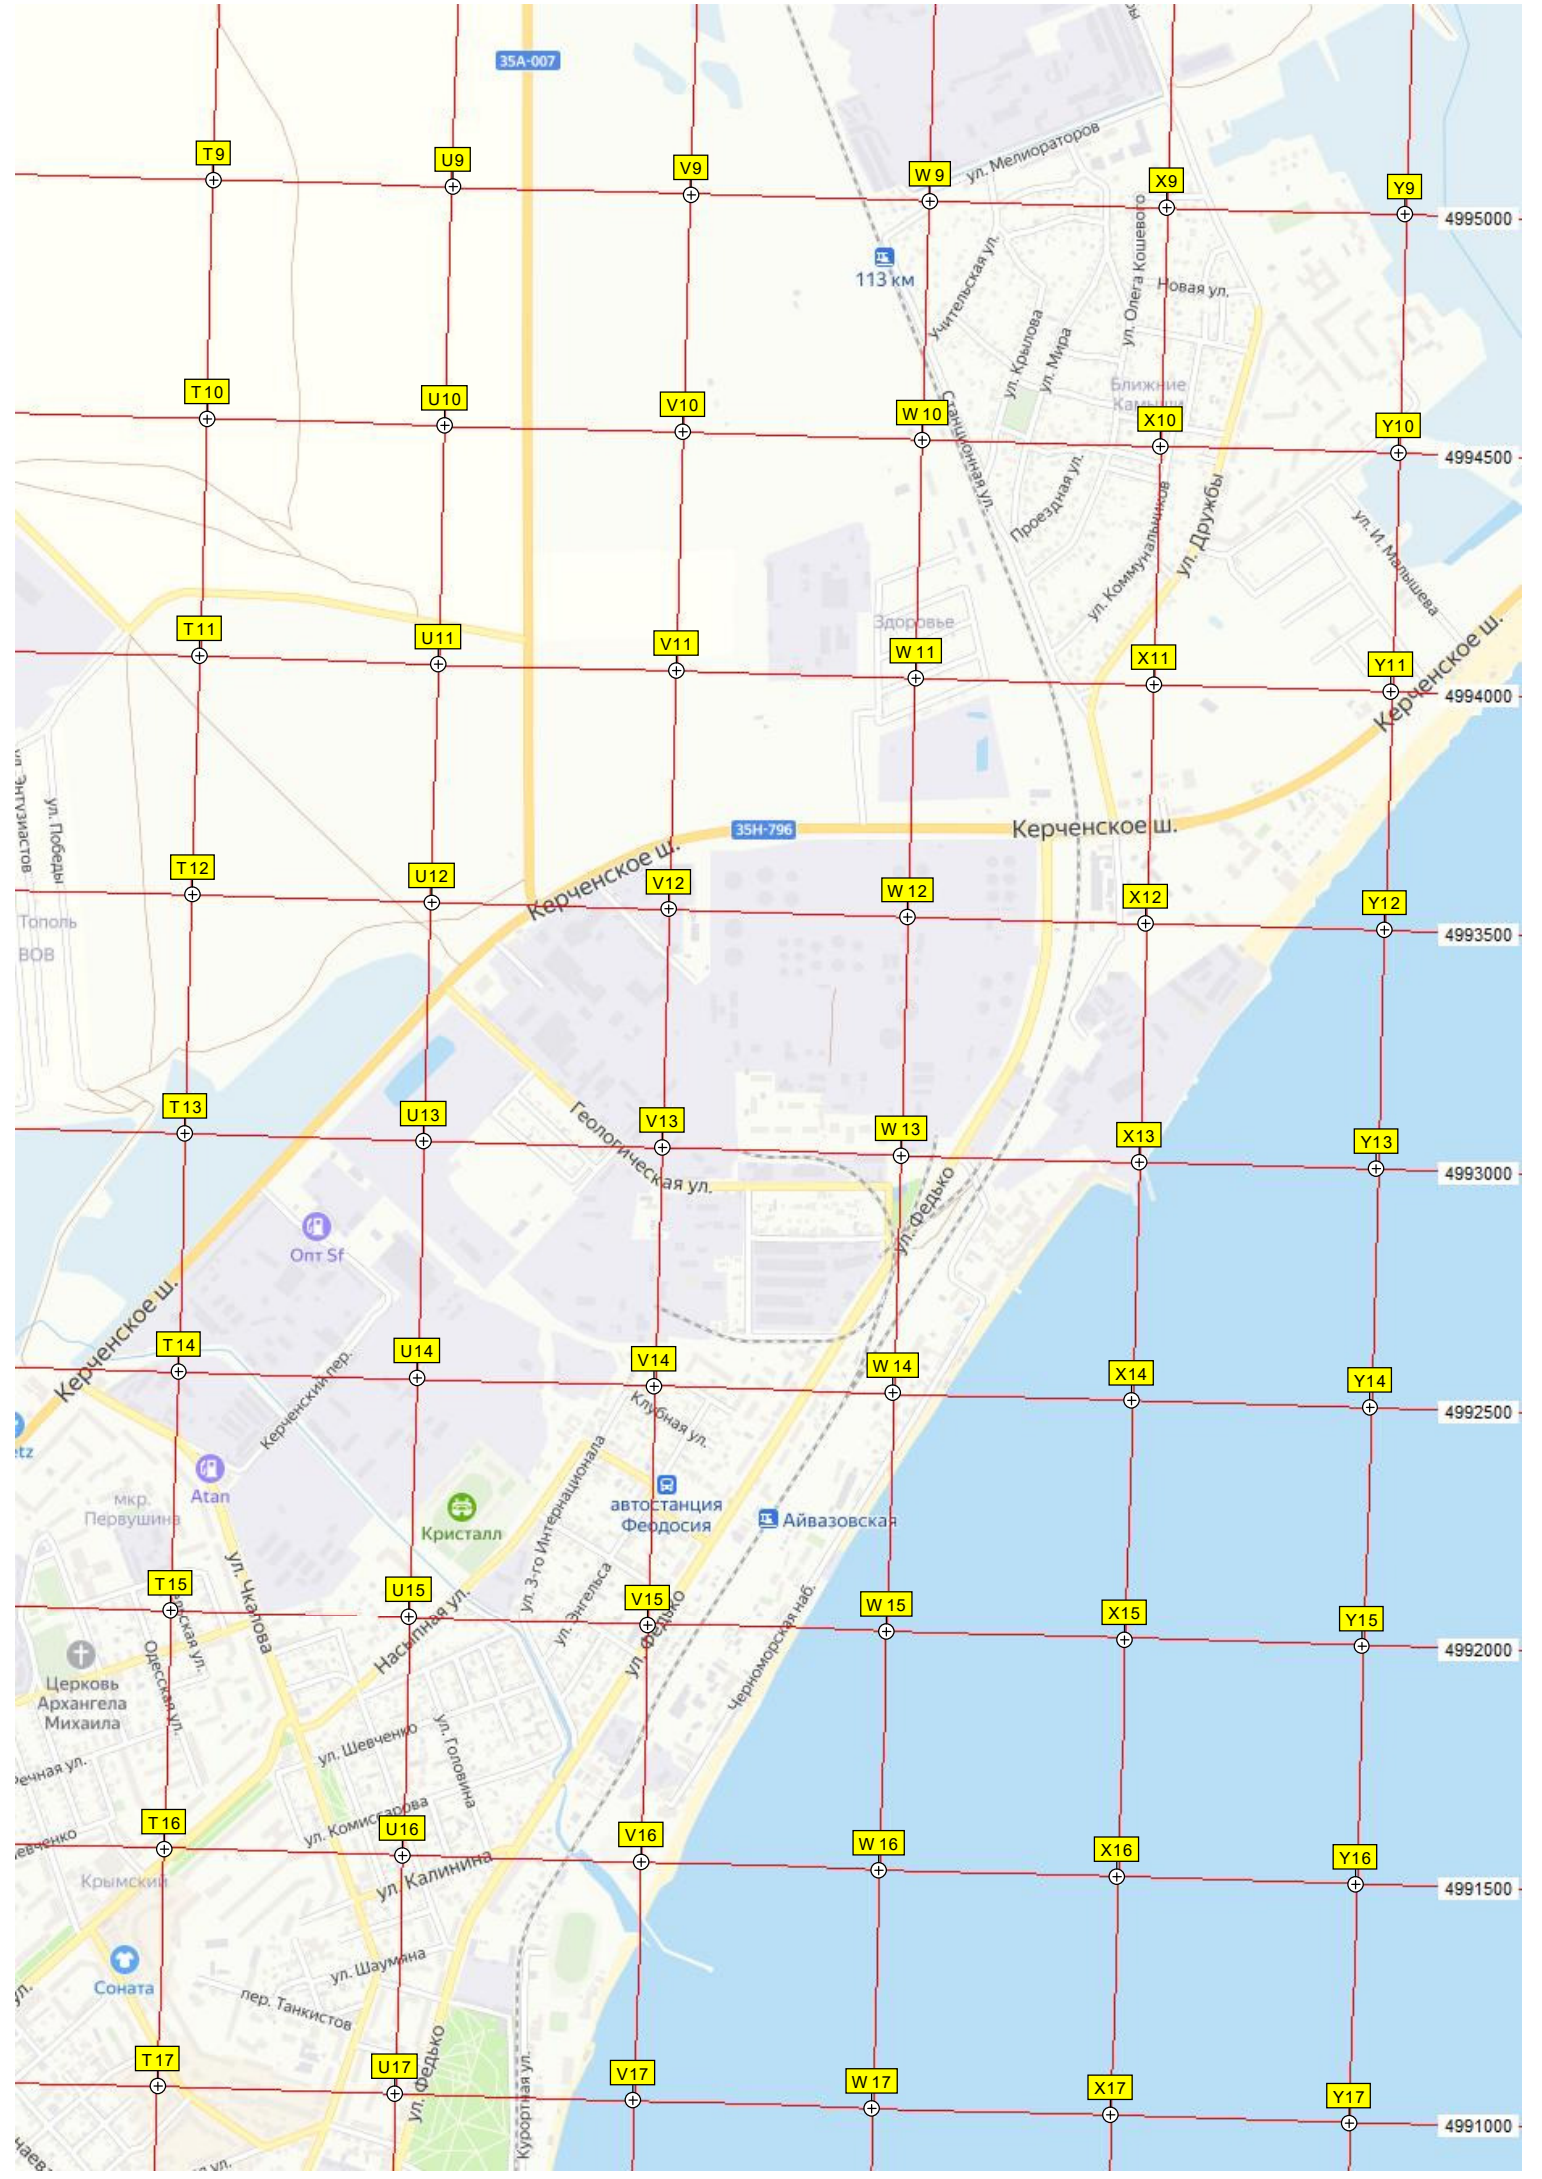 35А-007
ул. Мелиораторов
T9
U9
V9
W 9
X9
Y9
4995000
113 км
Учительская ул.
ул. Олега Кошевого
Новая ул.
ул. Крылова
ул. Мира
Ближние
Камыши
T10
U10
V10
W 10
X10
Y10
4994500
Станционная ул.
Проездная ул.
ул. Коммунальников
ул. Дружбы
ул. И. Малышева
Здоровье
T11
U11
V11
W 11
X11
Y11
4994000
Керченское ш.
ул. Энтузиастов
ул. Победы
35Н-796
Керченское ш.
Керченское ш.
T12
U12
V12
W 12
X12
Y12
4993500
Тополь
ВОВ
T13
U13
V13
W 13
X13
Y13
4993000
Геологическая ул.
ул. Федько
Опт Sf
Керченское ш.
T14
U14
V14
W 14
X14
Y14
4992500
Керченский пер.
Клубная ул.
etz
Atan
мкр.
Первушина
Кристалл
ул. 3-го Интернационала
автостанция
Феодосия
Айвазовская
ул. Чкалова
ул. Энгельса
T15
U15
V15
W 15
X15
Y15
4992000
Насыпная ул.
ул. Федько
Черноморская наб.
Одесская ул.
Церковь
Архангела
Михаила
ул. Шевченко
ул. Головина
ечная ул.
ул. Комиссарова
T16
U16
V16
W 16
X16
Y16
4991500
евченко
Крымский
ул. Калинина
ул. Шаумяна
Соната
пер. Танкистов
ул.
T17
U17
V17
W 17
X17
Y17
4991000
ул. Федько
Курортная ул.
наев
ул.